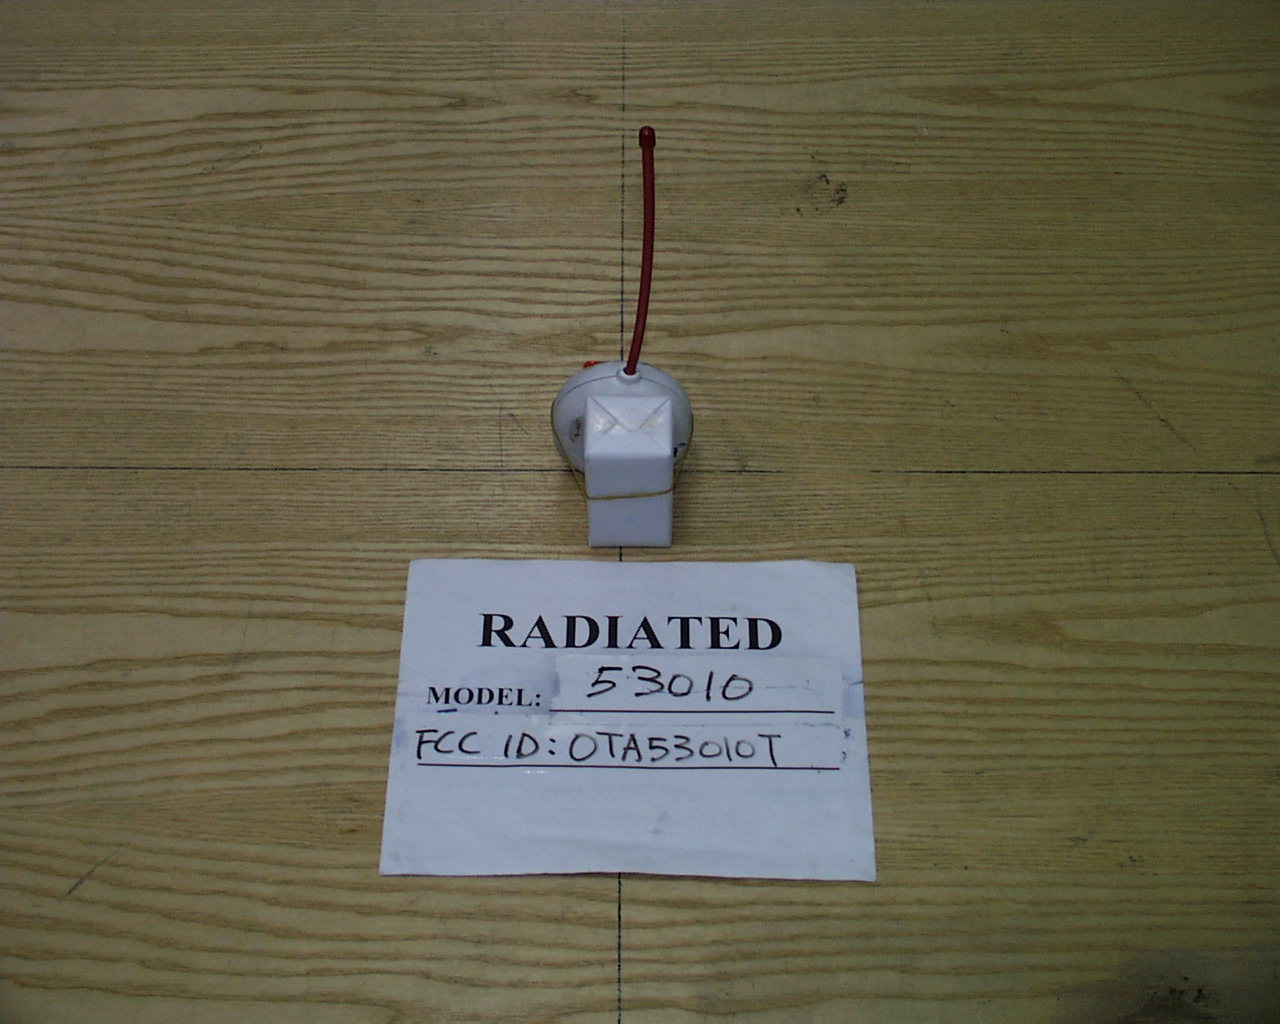 RADIATED
MODEL: 53010
FCC ID: OTA53010T